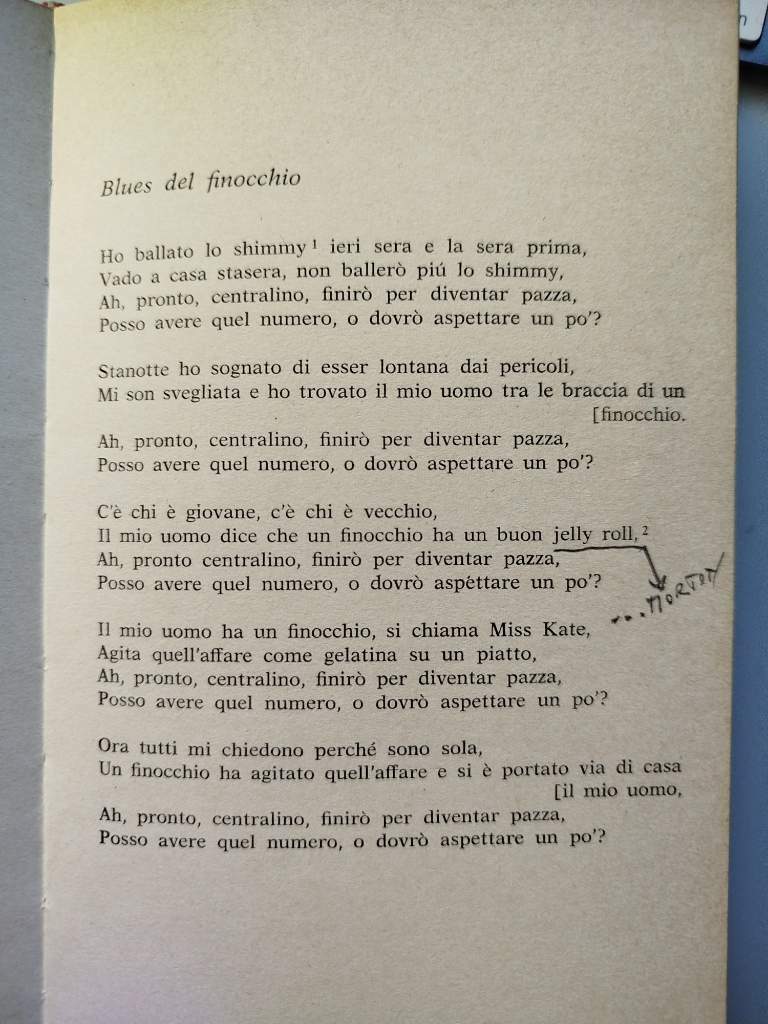 Blues del finocchio
Ho ballato lo shimmy¹ ieri sera e la sera prima,
Vado a casa stasera, non ballerò piú lo shimmy,
Ah, pronto, centralino, finirò per diventar pazza,
Posso avere quel numero, o dovrò aspettare un po'?
Stanotte ho sognato di esser lontana dai pericoli,
Mi son svegliata e ho trovato il mio uomo tra le braccia di un
[finocchio.
Ah, pronto, centralino, finirò per diventar pazza,
Posso avere quel numero, o dovrò aspettare un po'?
C'è chi è giovane, c'è chi è vecchio,
Il mio uomo dice che un finocchio ha un buon jelly roll,²
Ah, pronto centralino, finirò per diventar pazza,
Posso avere quel numero, o dovrò aspettare un po'?
...MORTON
Il mio uomo ha un finocchio, si chiama Miss Kate,
Agita quell'affare come gelatina su un piatto,
Ah, pronto, centralino, finirò per diventar pazza,
Posso avere quel numero, o dovrò aspettare un po'?
Ora tutti mi chiedono perché sono sola,
Un finocchio ha agitato quell'affare e si è portato via di casa
[il mio uomo,
Ah, pronto, centralino, finirò per diventar pazza,
Posso avere quel numero, o dovrò aspettare un po'?